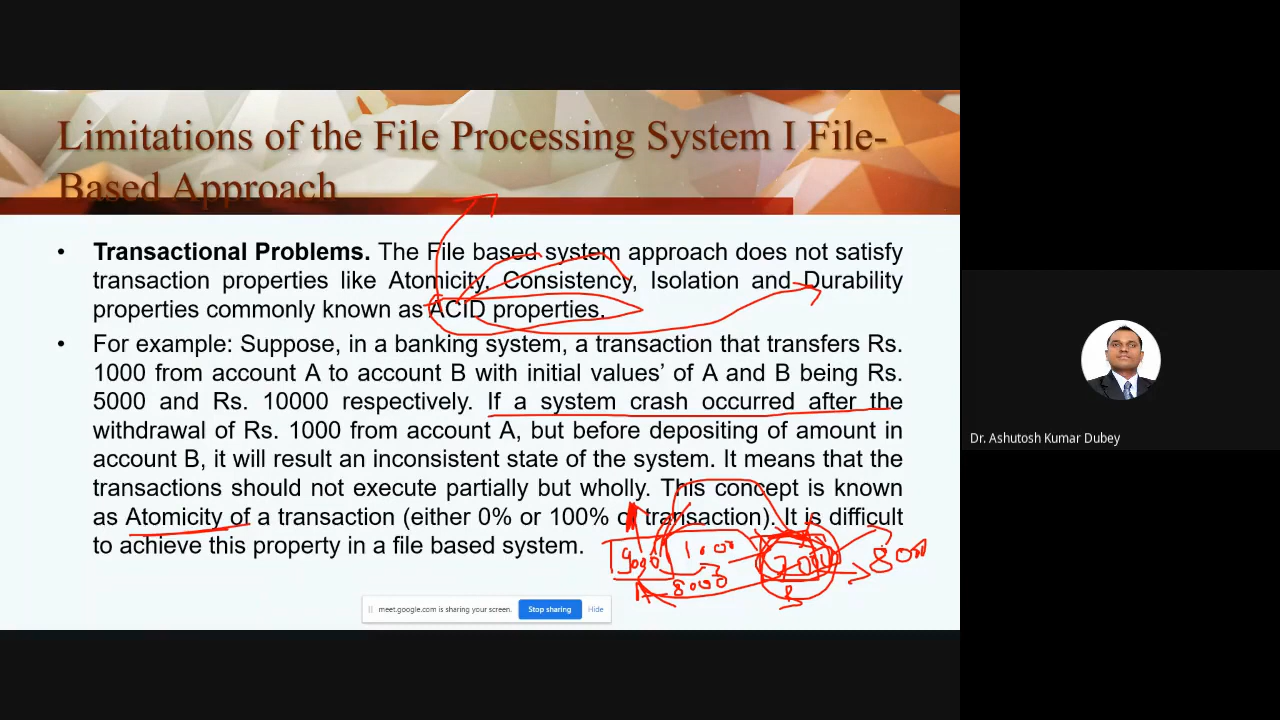 Limitations of the File Processing System I File-
Based Approach
• Transactional Problems. The File based system approach does not satisfy
transaction properties like Atomicity, Consistency, Isolation and Durability
properties commonly known as ACID properties.
• For example: Suppose, in a banking system, a transaction that transfers Rs.
1000 from account A to account B with initial values’ of A and B being Rs.
5000 and Rs. 10000 respectively. If a system crash occurred after the
withdrawal of Rs. 1000 from account A, but before depositing of amount in
account B, it will result an inconsistent state of the system. It means that the
transactions should not execute partially but wholly. This concept is known
as Atomicity of a transaction (either 0% or 100% of transaction). It is difficult
to achieve this property in a file based system.
9000
8000
A
B
8000
meet.google.com is sharing your screen. Stop sharing Hide
Dr. Ashutosh Kumar Dubey